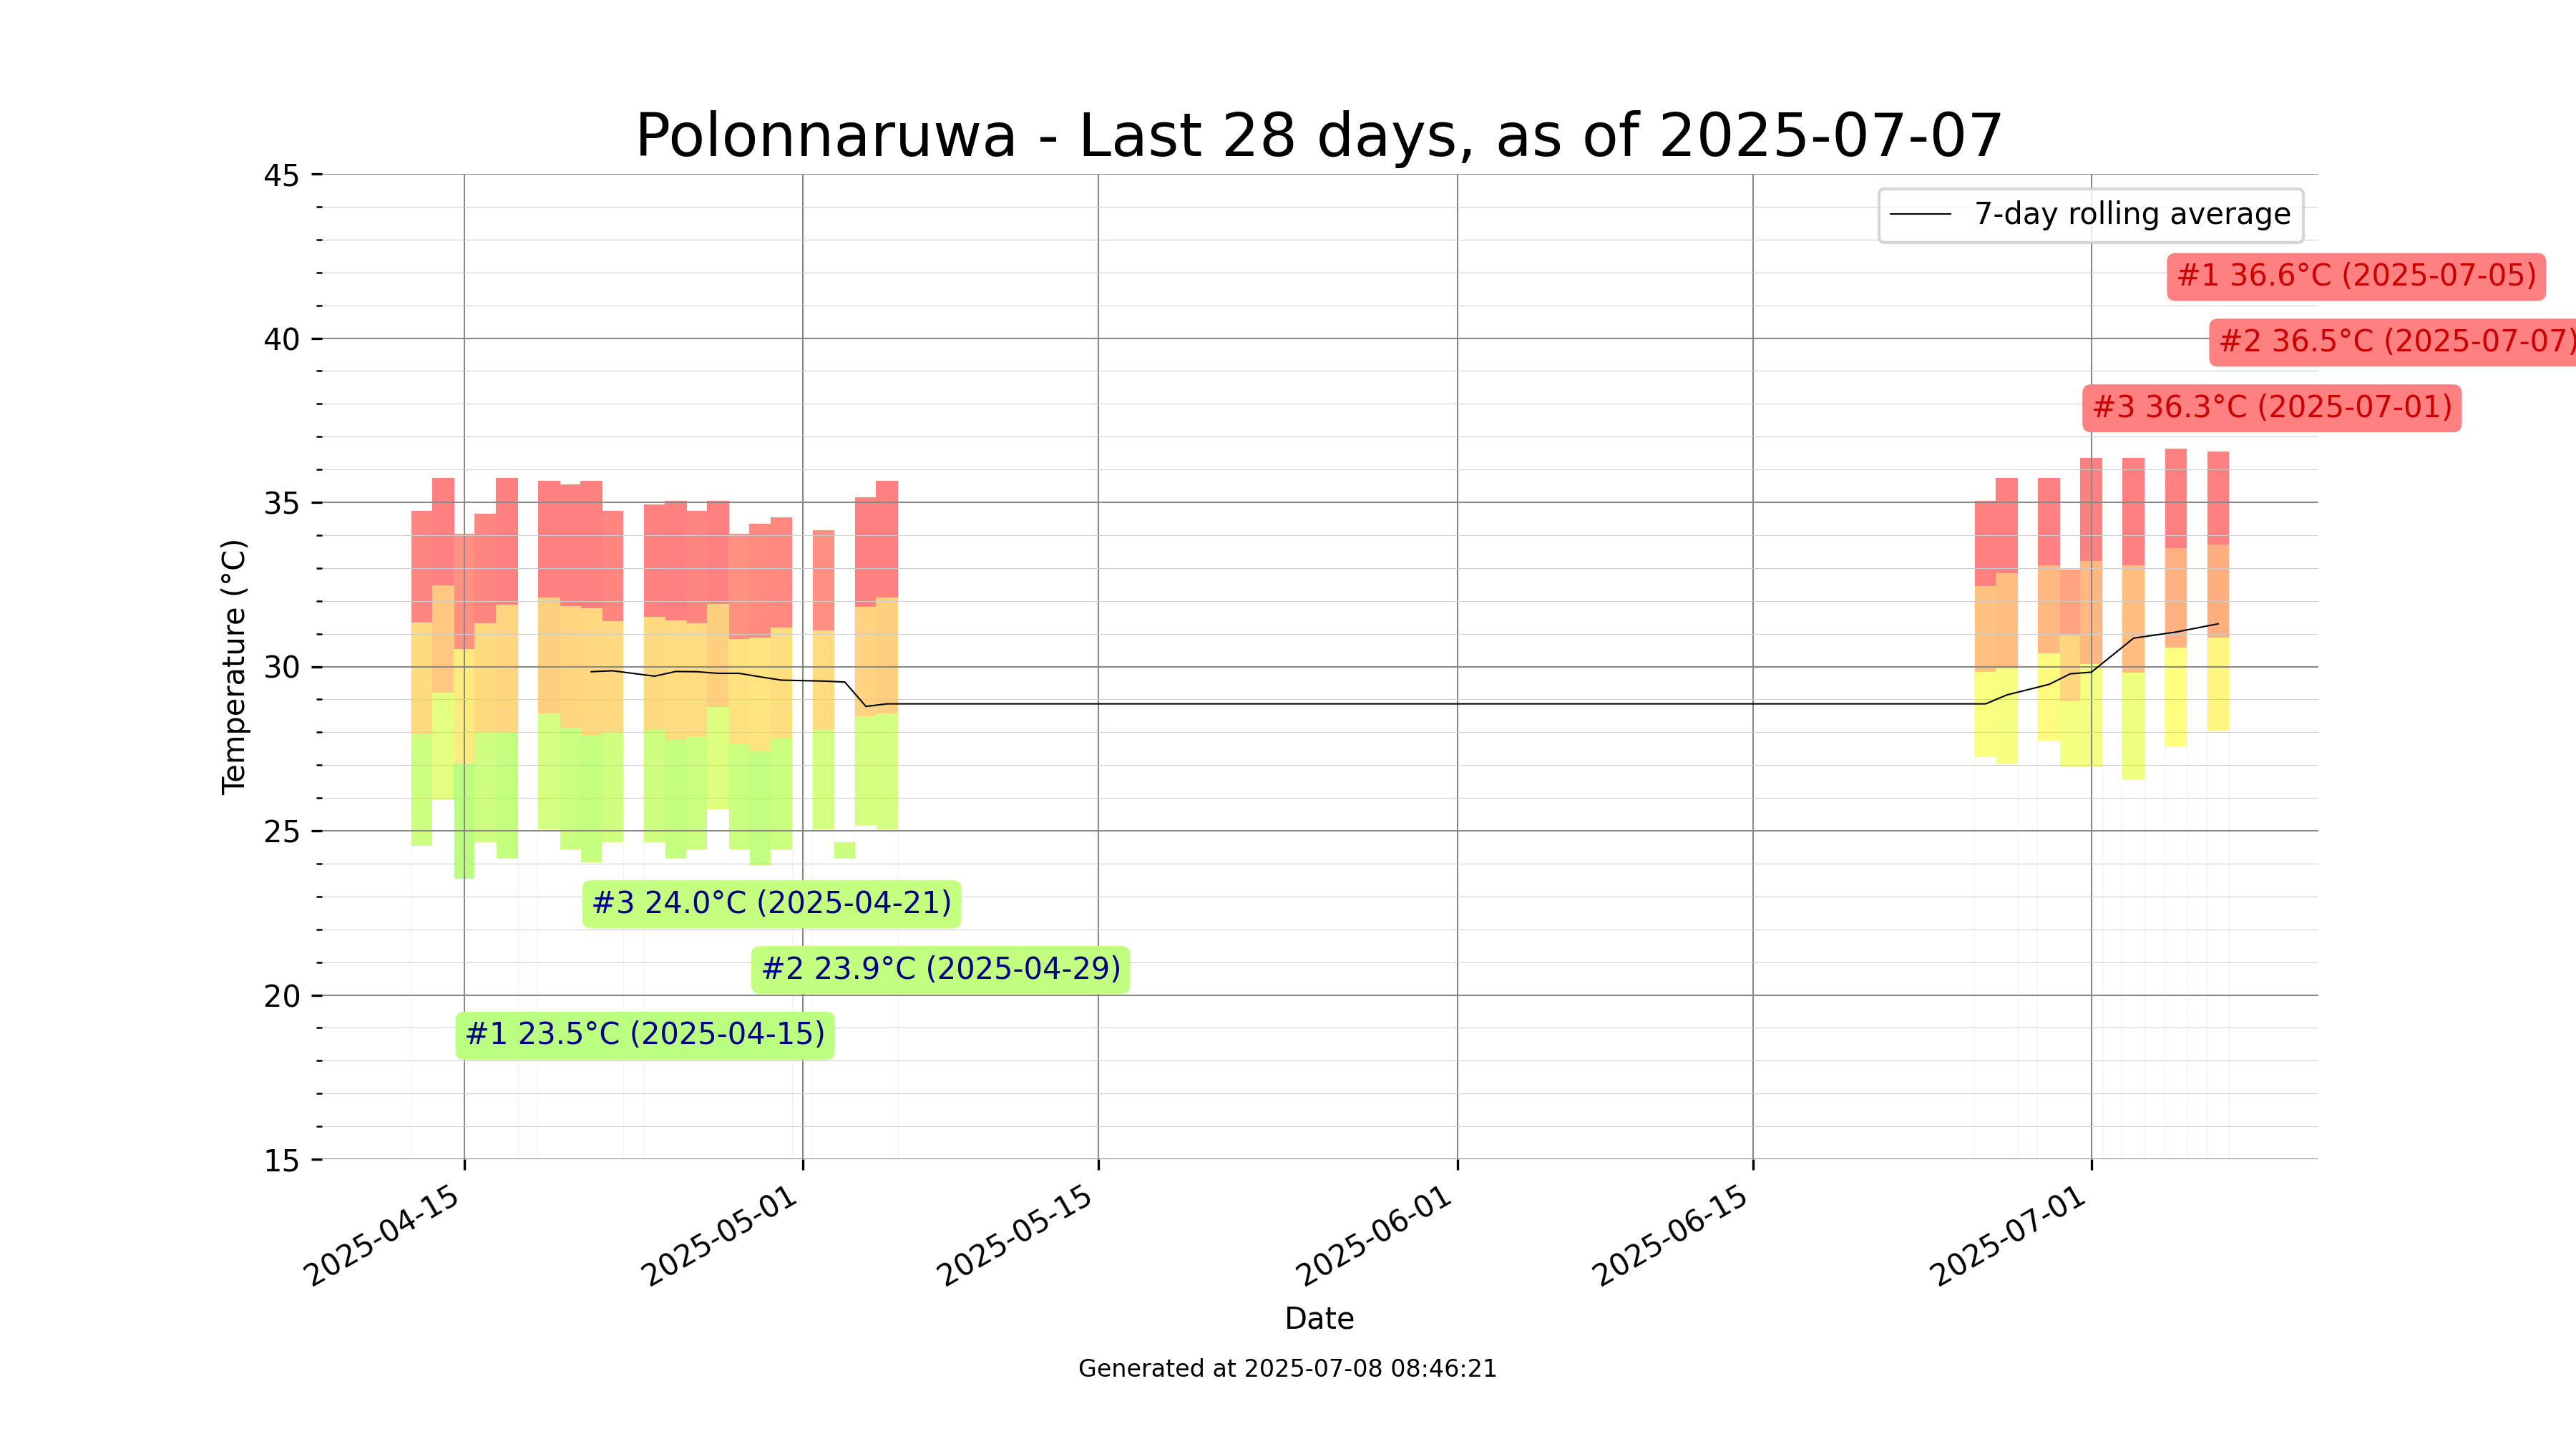 Polonnaruwa - Last 28 days, as of 2025-07-07
45
7-day rolling average
#1 36.6°C (2025-07-05)
40
#2 36.5°C (2025-07-07)
#3 36.3°C (2025-07-01)
35
30
Temperature (°C)
25
#3 24.0°C (2025-04-21)
#2 23.9°C (2025-04-29)
20
#1 23.5°C (2025-04-15)
15
2025-04-15
2025-05-01
2025-05-15
2025-06-01
2025-06-15
2025-07-01
Date
Generated at 2025-07-08 08:46:21